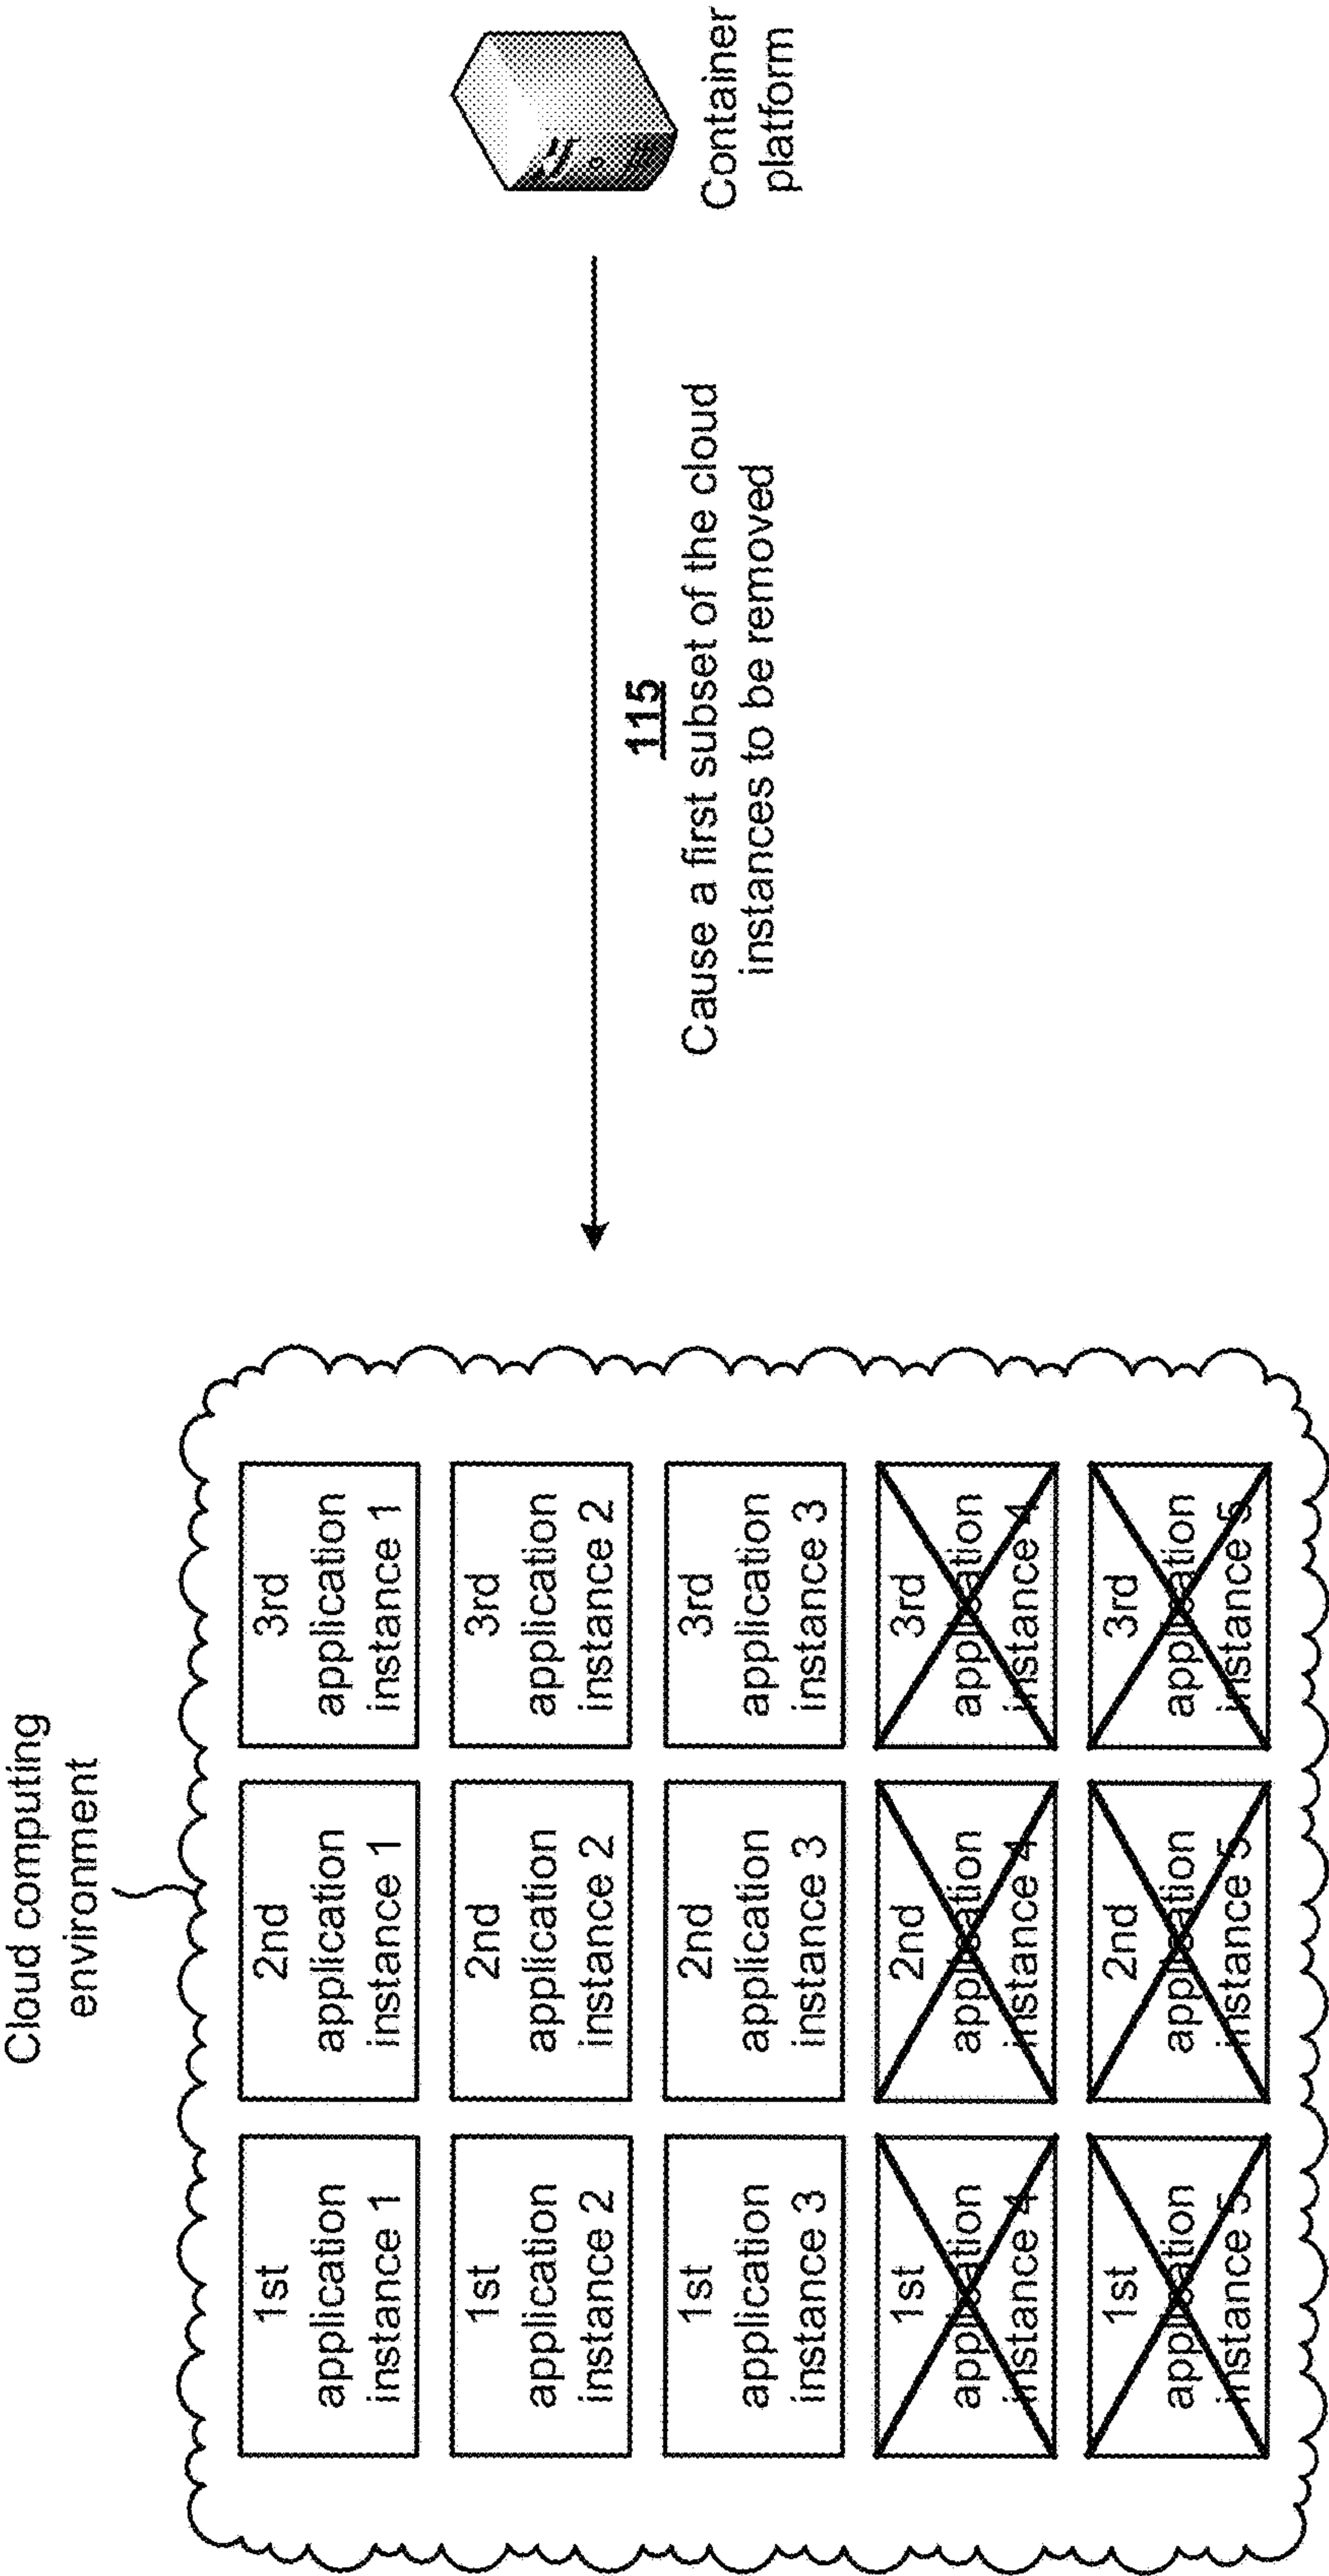 Cloud computing
environment
1st
application
instance 1
2nd
application
instance 1
3rd
application
instance 1
1st
application
instance 2
2nd
application
instance 2
3rd
application
instance 2
1st
application
instance 3
2nd
application
instance 3
3rd
application
instance 3
1st
application
instance 4
2nd
application
instance 4
3rd
application
instance 4
1st
application
instance 5
2nd
application
instance 5
3rd
application
instance 5
115
Cause a first subset of the cloud
instances to be removed
Container
platform